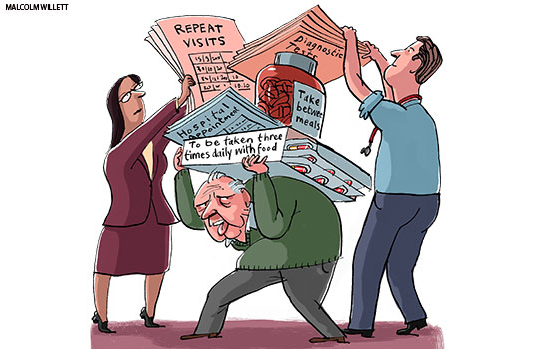 MALCOLM WILLETT
REPEAT
VISITS
Diagnostic
Tests
Take
between
meals
Hospital
Appointment
To be taken three
times daily with food